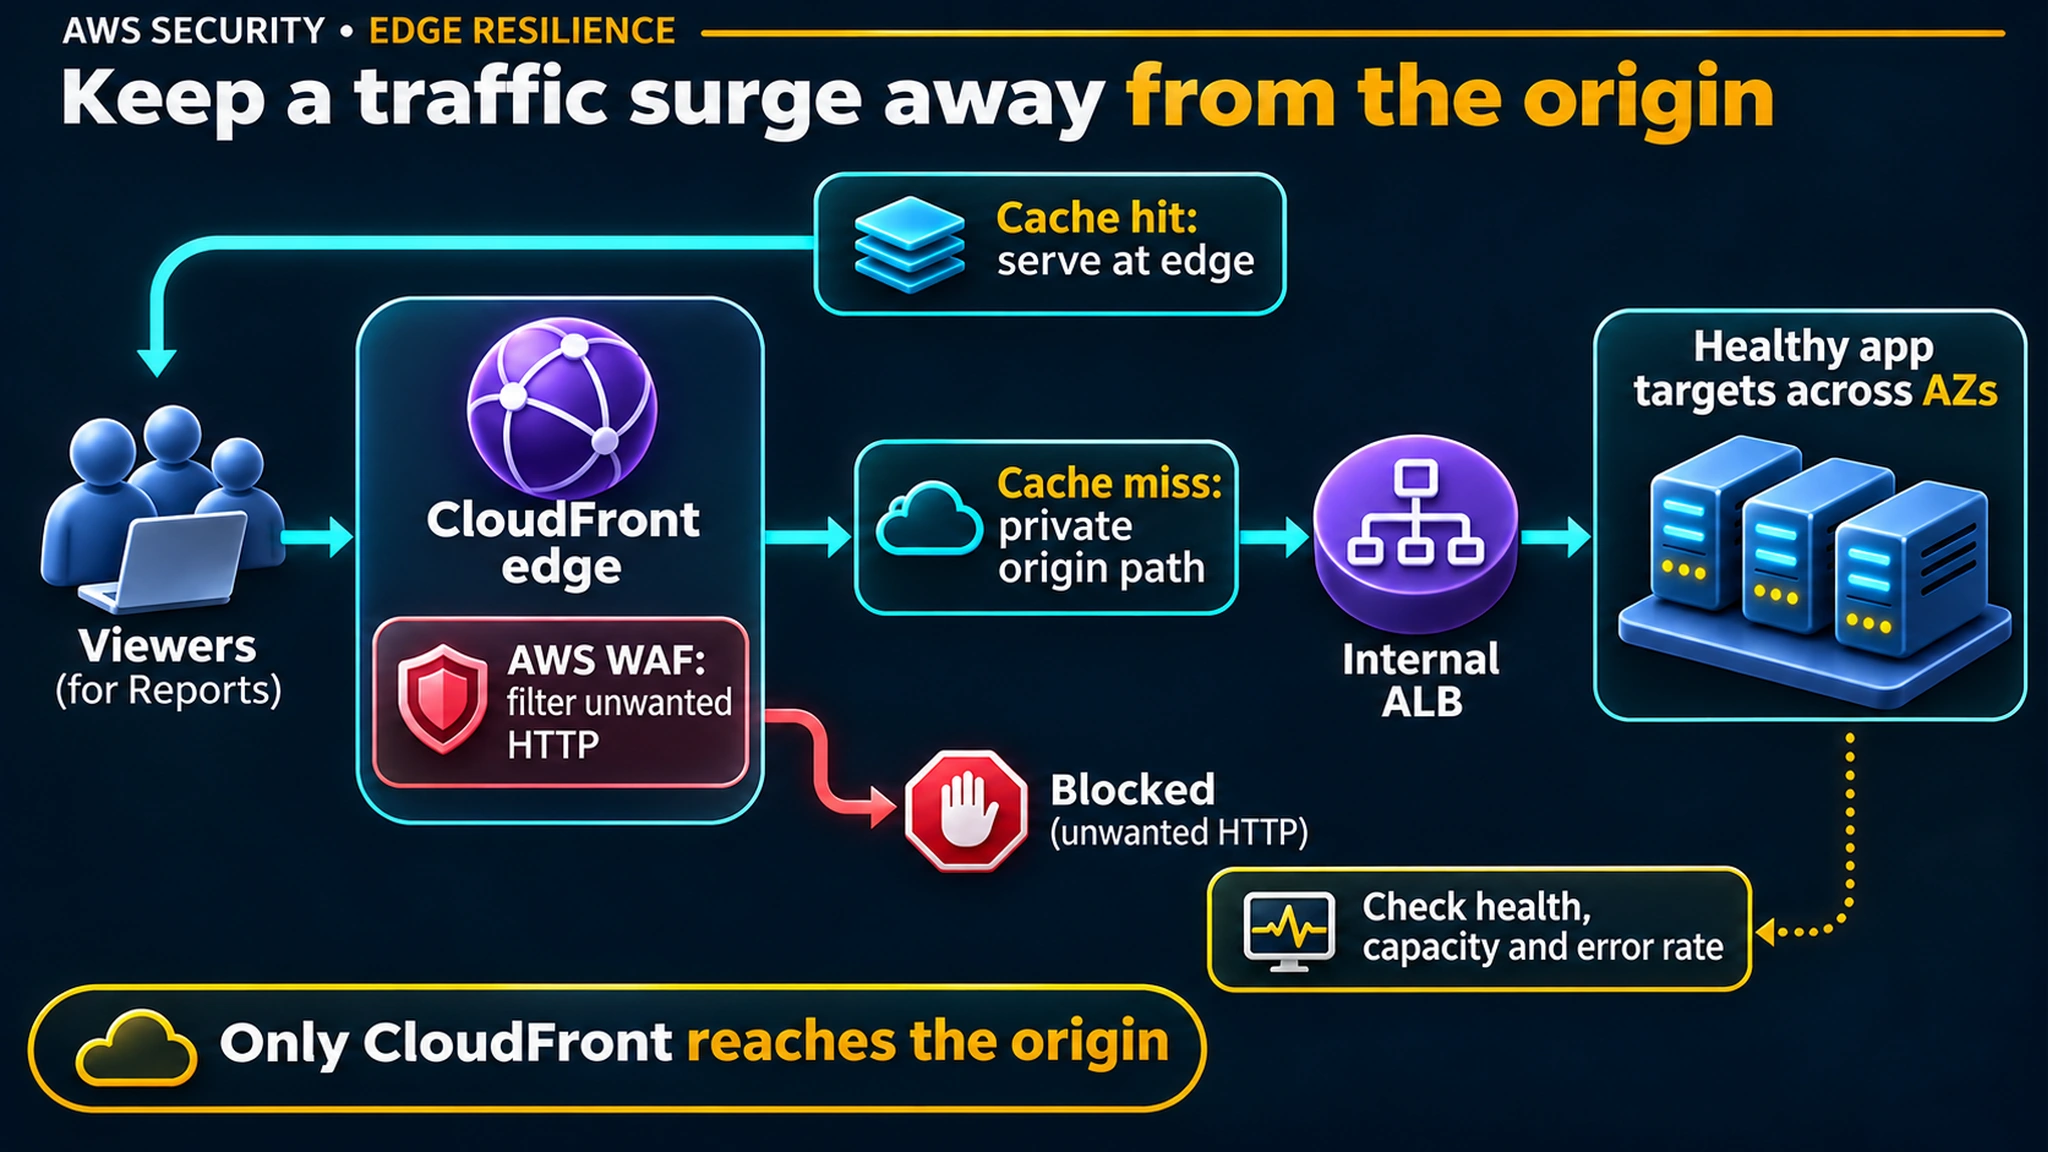 AWS SECURITY • EDGE RESILIENCE
Keep a traffic surge away from the origin
Cache hit:
serve at edge
Healthy app
targets across AZs
CloudFront
edge
Cache miss:
private
origin path
Viewers
(for Reports)
AWS WAF:
filter unwanted
HTTP
Internal
ALB
Blocked
(unwanted HTTP)
Check health,
capacity and error rate
Only CloudFront reaches the origin